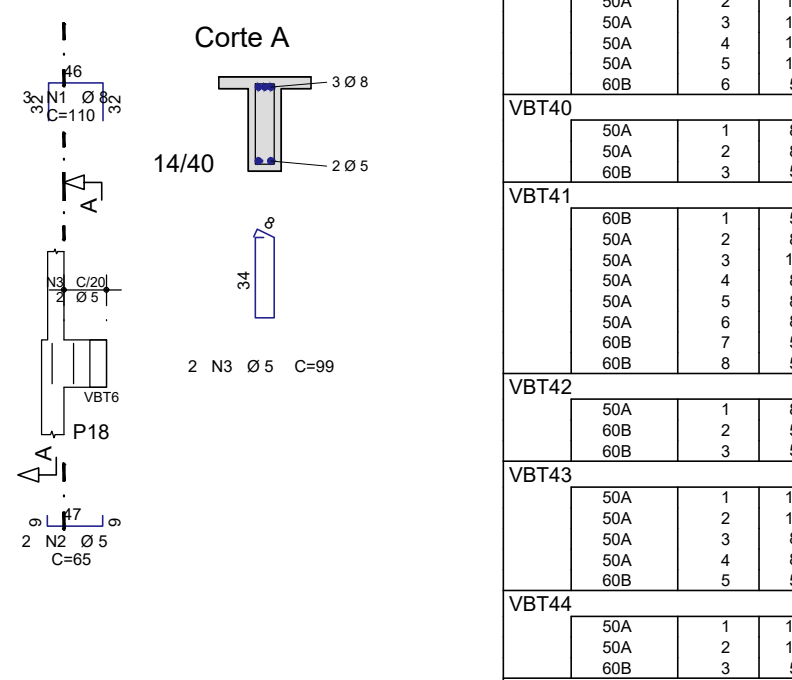 Corte A
46
3 N1 Ø 8
32
32
C=110
3 Ø 8
14/40
2 Ø 5
A
8
34
N3 C/20
2 Ø 5
2 N3 Ø 5 C=99
VBT6
P18
A
47
9
9
2 N2 Ø 5
C=65
50A 2
50A 3
50A 4
50A 5
60B 6
VBT40
50A 1
50A 2
60B 3
VBT41
60B 1
50A 2
50A 3
50A 4
50A 5
50A 6
60B 7
60B 8
VBT42
50A 1
60B 2
60B 3
VBT43
50A 1
50A 2
50A 3
50A 4
60B 5
VBT44
50A 1
50A 2
60B 3